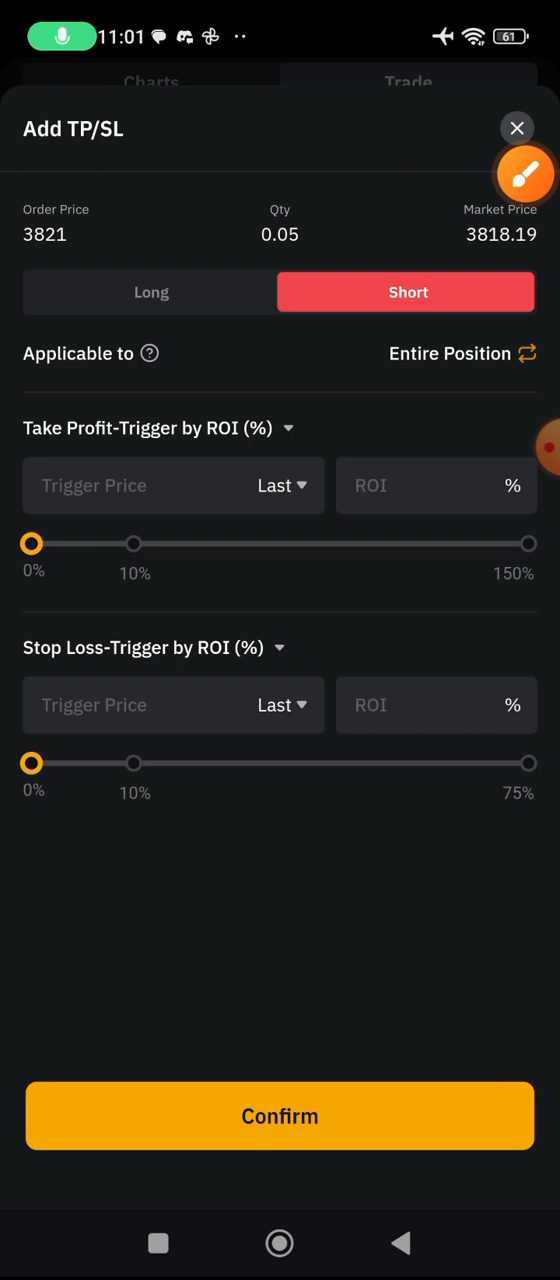 11:01
61
Charts Trade
Add TP/SL
Order Price Qty Market Price
3821 0.05 3818.19
Long Short
Applicable to ? Entire Position
Take Profit-Trigger by ROI (%)
Trigger Price Last ROI %
0% 10% 150%
Stop Loss-Trigger by ROI (%)
Trigger Price Last ROI %
0% 10% 75%
Confirm